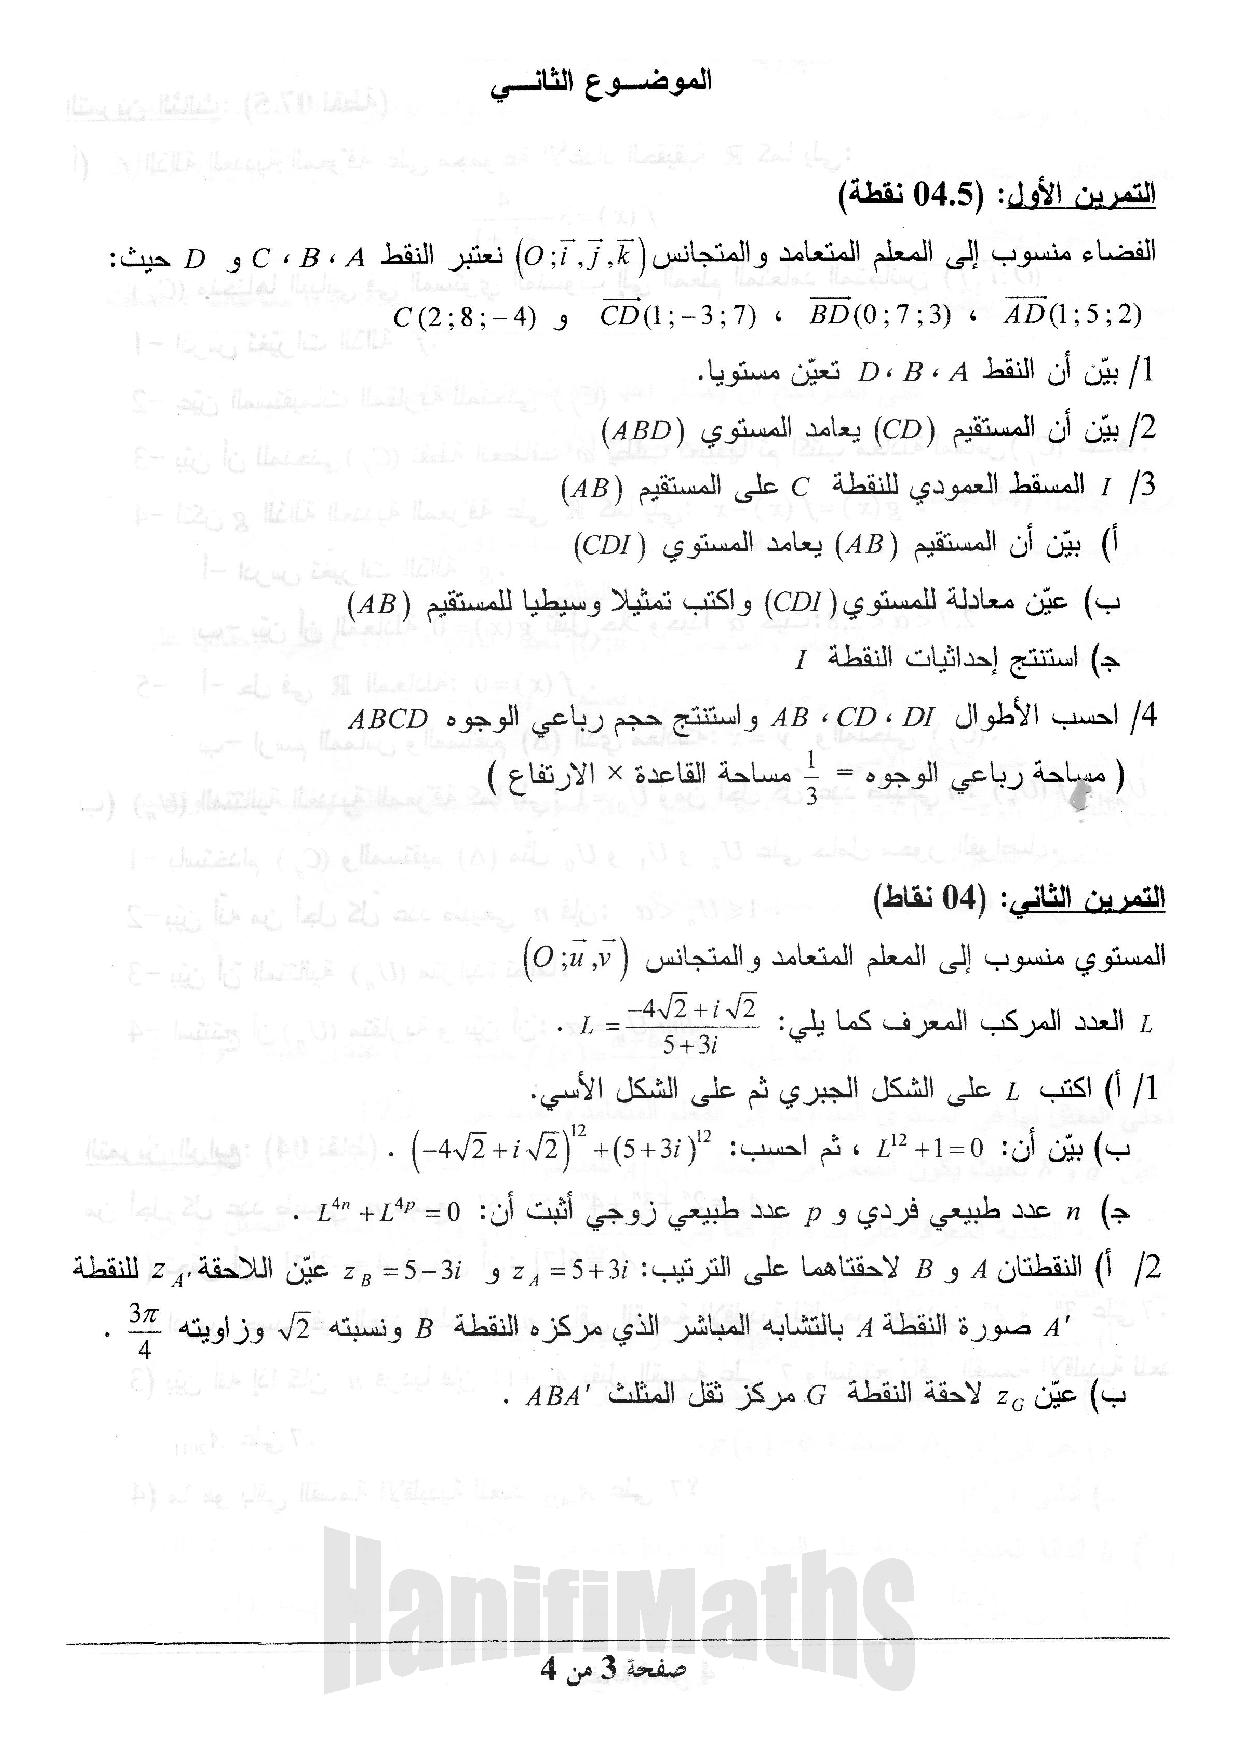 الموضـــوع الثانـــي
التمرين الأول: (04.5 نقطة)
الفضاء منسوب إلى المعلم المتعامد والمتجانس (O ; i , j , k) نعتبر النقط A ، B ، C و D حيث:
AD(1;5;2) ، BD(0;7;3) ، CD(1;-3;7) و C(2;8;-4)
1/ بيّن أن النقط A ، B ، D تعيّن مستويا.
2/ بيّن أن المستقيم (CD) يعامد المستوي (ABD)
3/ I المسقط العمودي للنقطة C على المستقيم (AB)
أ) بيّن أن المستقيم (AB) يعامد المستوي (CDI)
ب) عيّن معادلة للمستوي (CDI) واكتب تمثيلا وسيطيا للمستقيم (AB)
ج) استنتج إحداثيات النقطة I
4/ احسب الأطوال AB ، CD ، DI واستنتج حجم رباعي الوجوه ABCD
( مساحة رباعي الوجوه = 1/3 مساحة القاعدة × الارتفاع )
التمرين الثاني: (04 نقاط)
المستوي منسوب إلى المعلم المتعامد والمتجانس (O ; u , v)
L العدد المركب المعرف كما يلي: L = (-4√2 + i√2)/(5+3i) .
1/ أ) اكتب L على الشكل الجبري ثم على الشكل الأسي.
ب) بيّن أن: L¹² + 1 = 0 ، ثم احسب: (-4√2 + i√2)¹² + (5+3i)¹² .
ج) n عدد طبيعي فردي و p عدد طبيعي زوجي أثبت أن: L⁴ⁿ + L⁴ᵖ = 0 .
2/ أ) النقطتان A و B لاحقتاهما على الترتيب: z_A = 5+3i و z_B = 5-3i عيّن اللاحقة z_A' للنقطة
A' صورة النقطة A بالتشابه المباشر الذي مركزه النقطة B ونسبته √2 وزاويته 3π/4 .
ب) عيّن z_G لاحقة النقطة G مركز ثقل المثلث ABA' .
HanifiMaths
صفحة 3 من 4